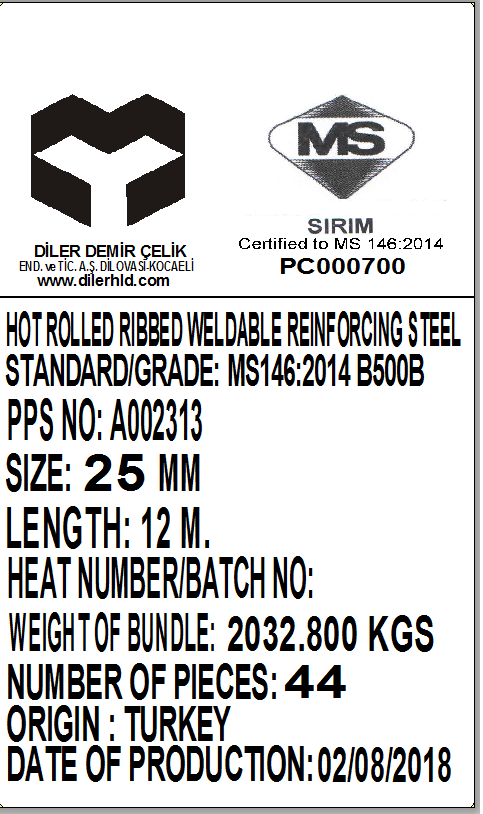 MS
SIRIM
Certified to MS 146:2014
PC000700
DİLER DEMİR ÇELİK
END. ve TİC. A.Ş. DİLOVASI-KOCAELİ
www.dilerhld.com
HOT ROLLED RIBBED WELDABLE REINFORCING STEEL
STANDARD/GRADE: MS146:2014 B500B
PPS NO: A002313
SIZE: 25 MM
LENGTH: 12 M.
HEAT NUMBER/BATCH NO:
WEIGHT OF BUNDLE: 2032.800 KGS
NUMBER OF PIECES: 44
ORIGIN : TURKEY
DATE OF PRODUCTION: 02/08/2018